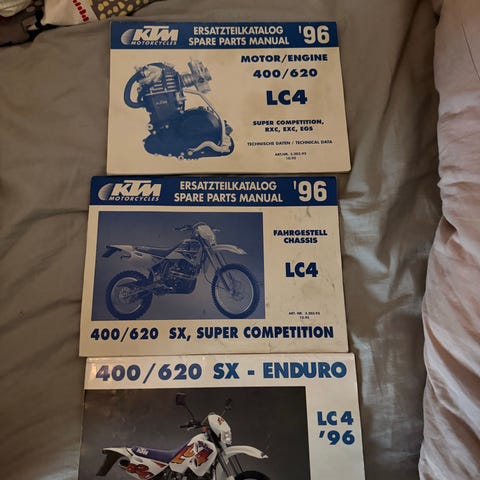 KTM
MOTORCYCLES
ERSATZTEILKATALOG
SPARE PARTS MANUAL
'96
MOTOR/ENGINE
400/620
LC4
SUPER COMPETITION,
RXC, EXC, EGS
TECHNISCHE DATEN / TECHNICAL DATA
KTM
MOTORCYCLES
ERSATZTEILKATALOG
SPARE PARTS MANUAL
'96
FAHRGESTELL
CHASSIS
LC4
400/620 SX, SUPER COMPETITION
400/620 SX - ENDURO
LC4
'96